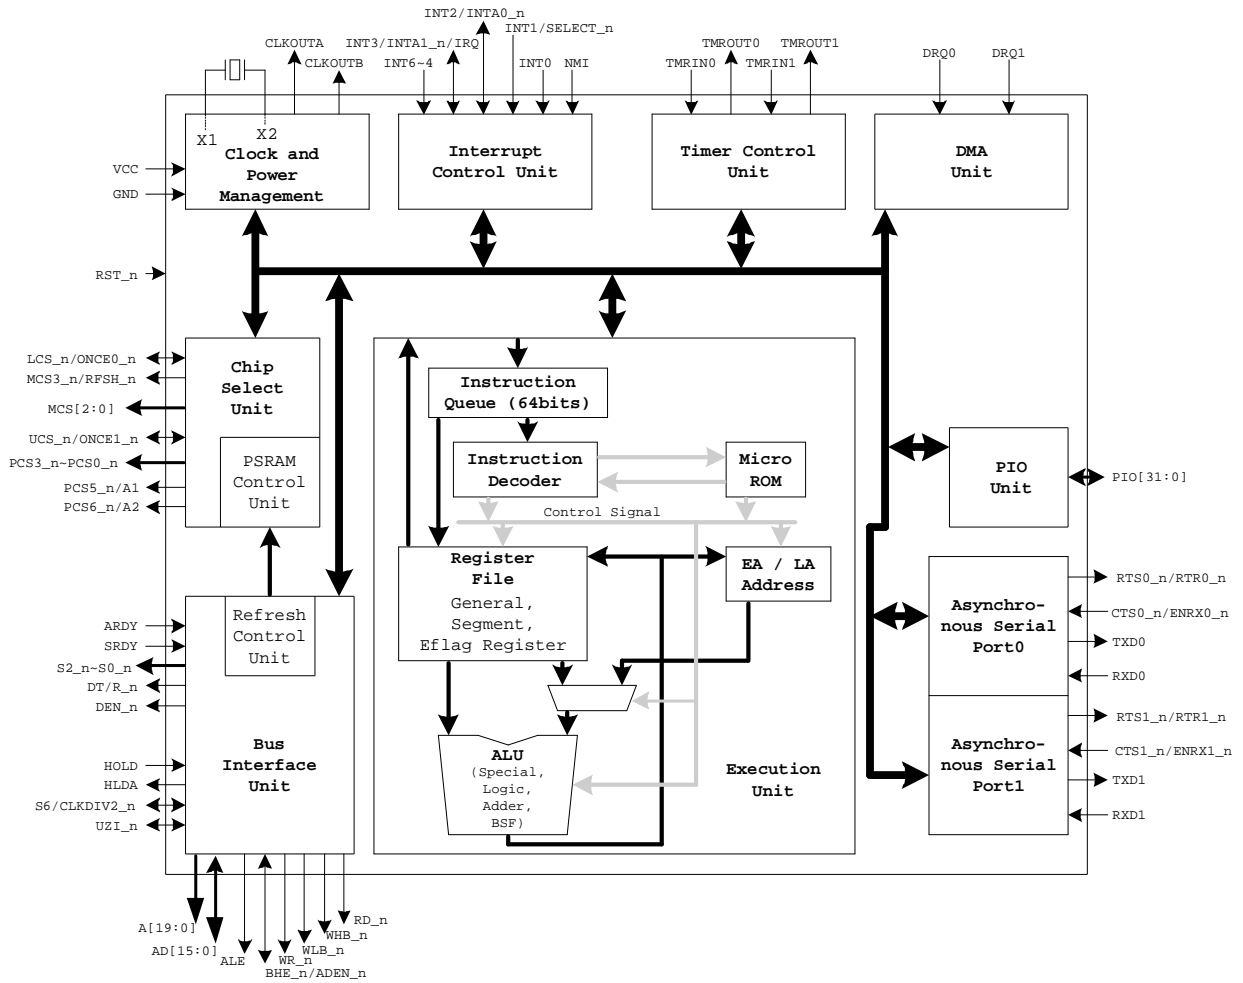 INT2/INTA0_n
INT1/SELECT_n
CLKOUTA
INT3/INTA1_n/IRQ
TMROUT0
TMROUT1
CLKOUTB
INT6~4
INT0
NMI
TMRIN0
TMRIN1
DRQ0
DRQ1
X1
X2
Clock and
Power
Management
Interrupt
Control Unit
Timer Control
Unit
DMA
Unit
VCC
GND
RST_n
LCS_n/ONCE0_n
MCS3_n/RFSH_n
MCS[2:0]
UCS_n/ONCE1_n
PCS3_n~PCS0_n
PCS5_n/A1
PCS6_n/A2
Chip
Select
Unit
PSRAM
Control
Unit
Instruction
Queue (64bits)
Instruction
Decoder
Micro
ROM
Control Signal
Register
File
General,
Segment,
Eflag Register
EA / LA
Address
PIO
Unit
PIO[31:0]
Refresh
Control
Unit
ARDY
SRDY
S2_n~S0_n
DT/R_n
DEN_n
HOLD
HLDA
S6/CLKDIV2_n
UZI_n
Bus
Interface
Unit
ALU
(Special,
Logic,
Adder,
BSF)
Execution
Unit
Asynchro-
nous Serial
Port0
RTS0_n/RTR0_n
CTS0_n/ENRX0_n
TXD0
RXD0
Asynchro-
nous Serial
Port1
RTS1_n/RTR1_n
CTS1_n/ENRX1_n
TXD1
RXD1
A[19:0]
AD[15:0]
ALE
BHE_n/ADEN_n
WR_n
WLB_n
WHB_n
RD_n